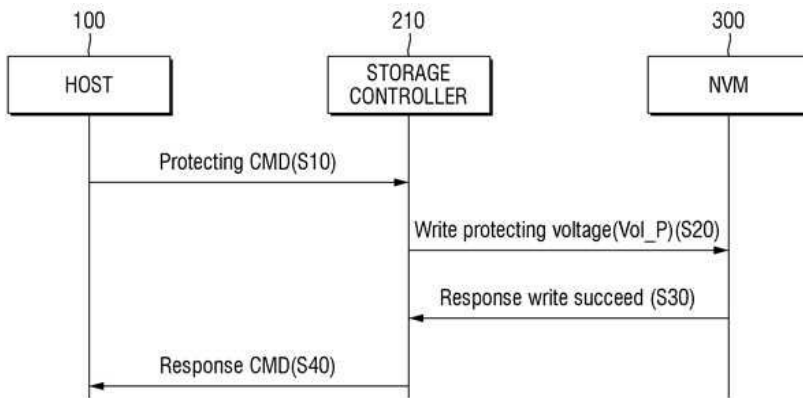 100
210
300
HOST
STORAGE
CONTROLLER
NVM
Protecting CMD(S10)
Write protecting voltage(Vol_P)(S20)
Response write succeed (S30)
Response CMD(S40)